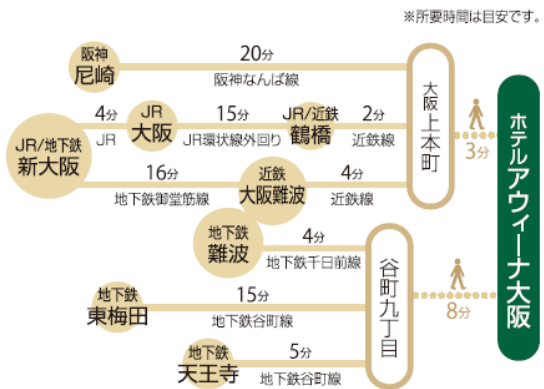 ※所要時間は目安です。
阪神
尼崎
20分
阪神なんば線
JR/地下鉄
新大阪
4分
JR
JR
大阪
15分
JR環状線外回り
JR/近鉄
鶴橋
2分
近鉄線
16分
地下鉄御堂筋線
近鉄
大阪難波
4分
近鉄線
大阪上本町
3分
地下鉄
難波
4分
地下鉄千日前線
地下鉄
東梅田
15分
地下鉄谷町線
地下鉄
天王寺
5分
地下鉄谷町線
谷町九丁目
8分
ホテルアウィーナ大阪